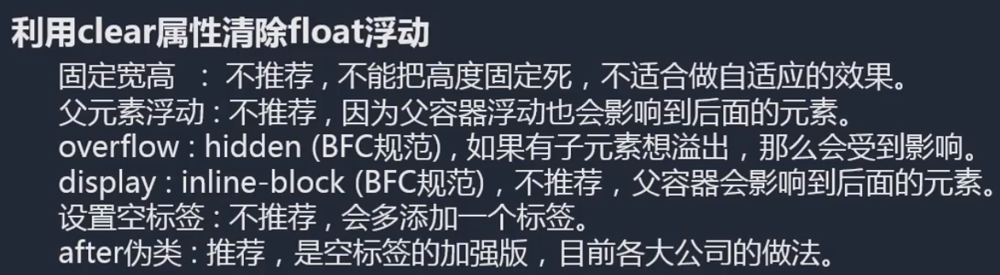 利用clear属性清除float浮动
固定宽高 ：不推荐，不能把高度固定死，不适合做自适应的效果。
父元素浮动 : 不推荐，因为父容器浮动也会影响到后面的元素。
overflow : hidden (BFC规范)，如果有子元素想溢出，那么会受到影响。
display : inline-block (BFC规范)，不推荐，父容器会影响到后面的元素。
设置空标签 : 不推荐，会多添加一个标签。
after伪类 : 推荐，是空标签的加强版，目前各大公司的做法。